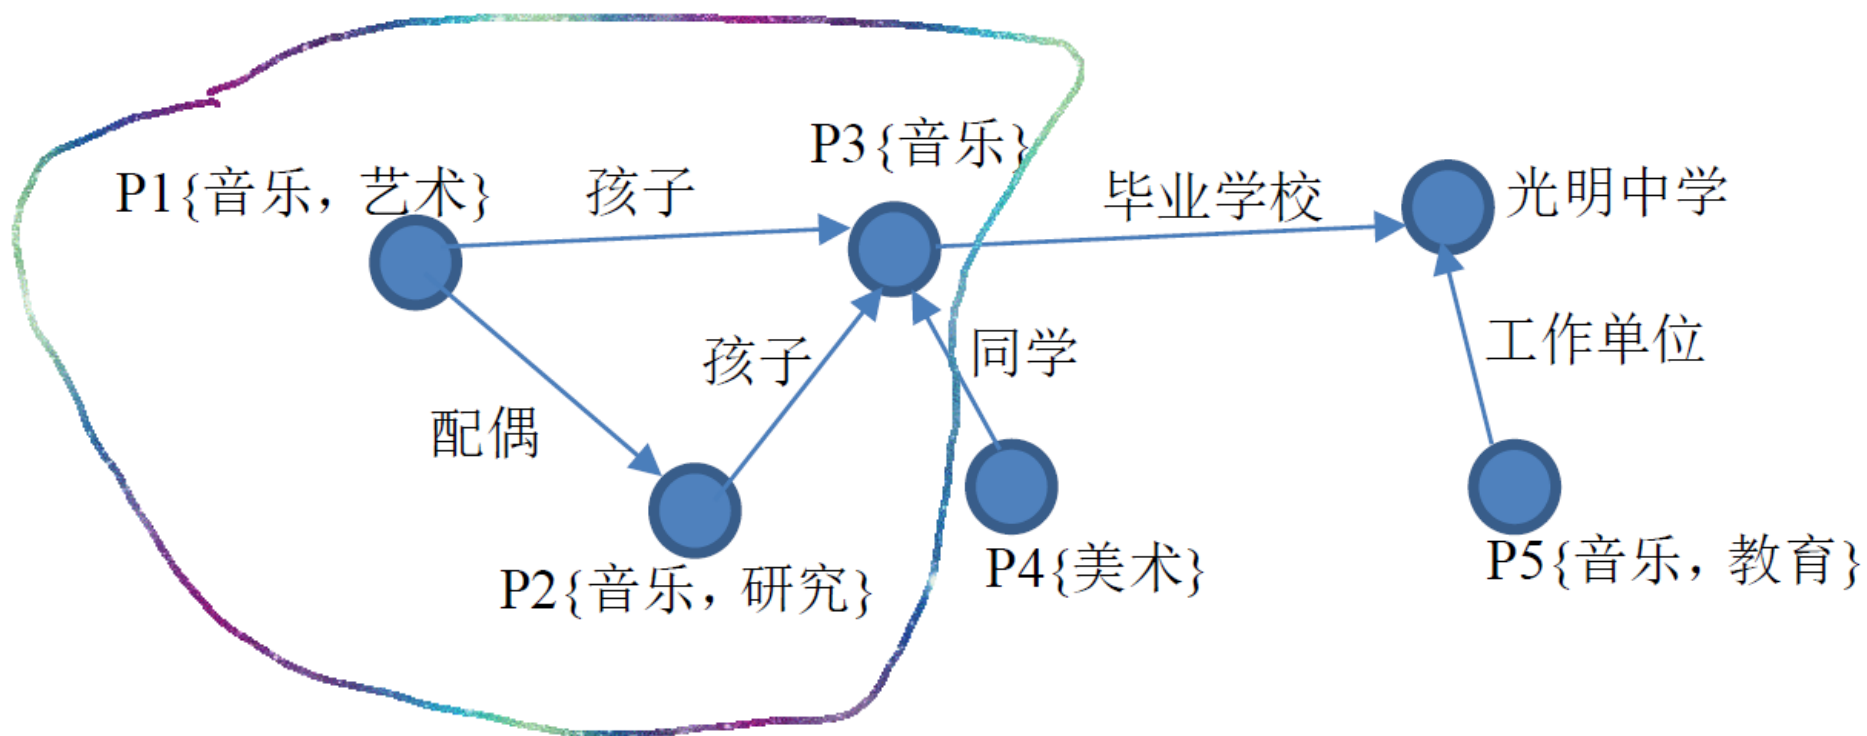 P3{音乐}
P1{音乐，艺术}
孩子
毕业学校
光明中学
孩子
同学
工作单位
配偶
P2{音乐，研究}
P4{美术}
P5{音乐，教育}